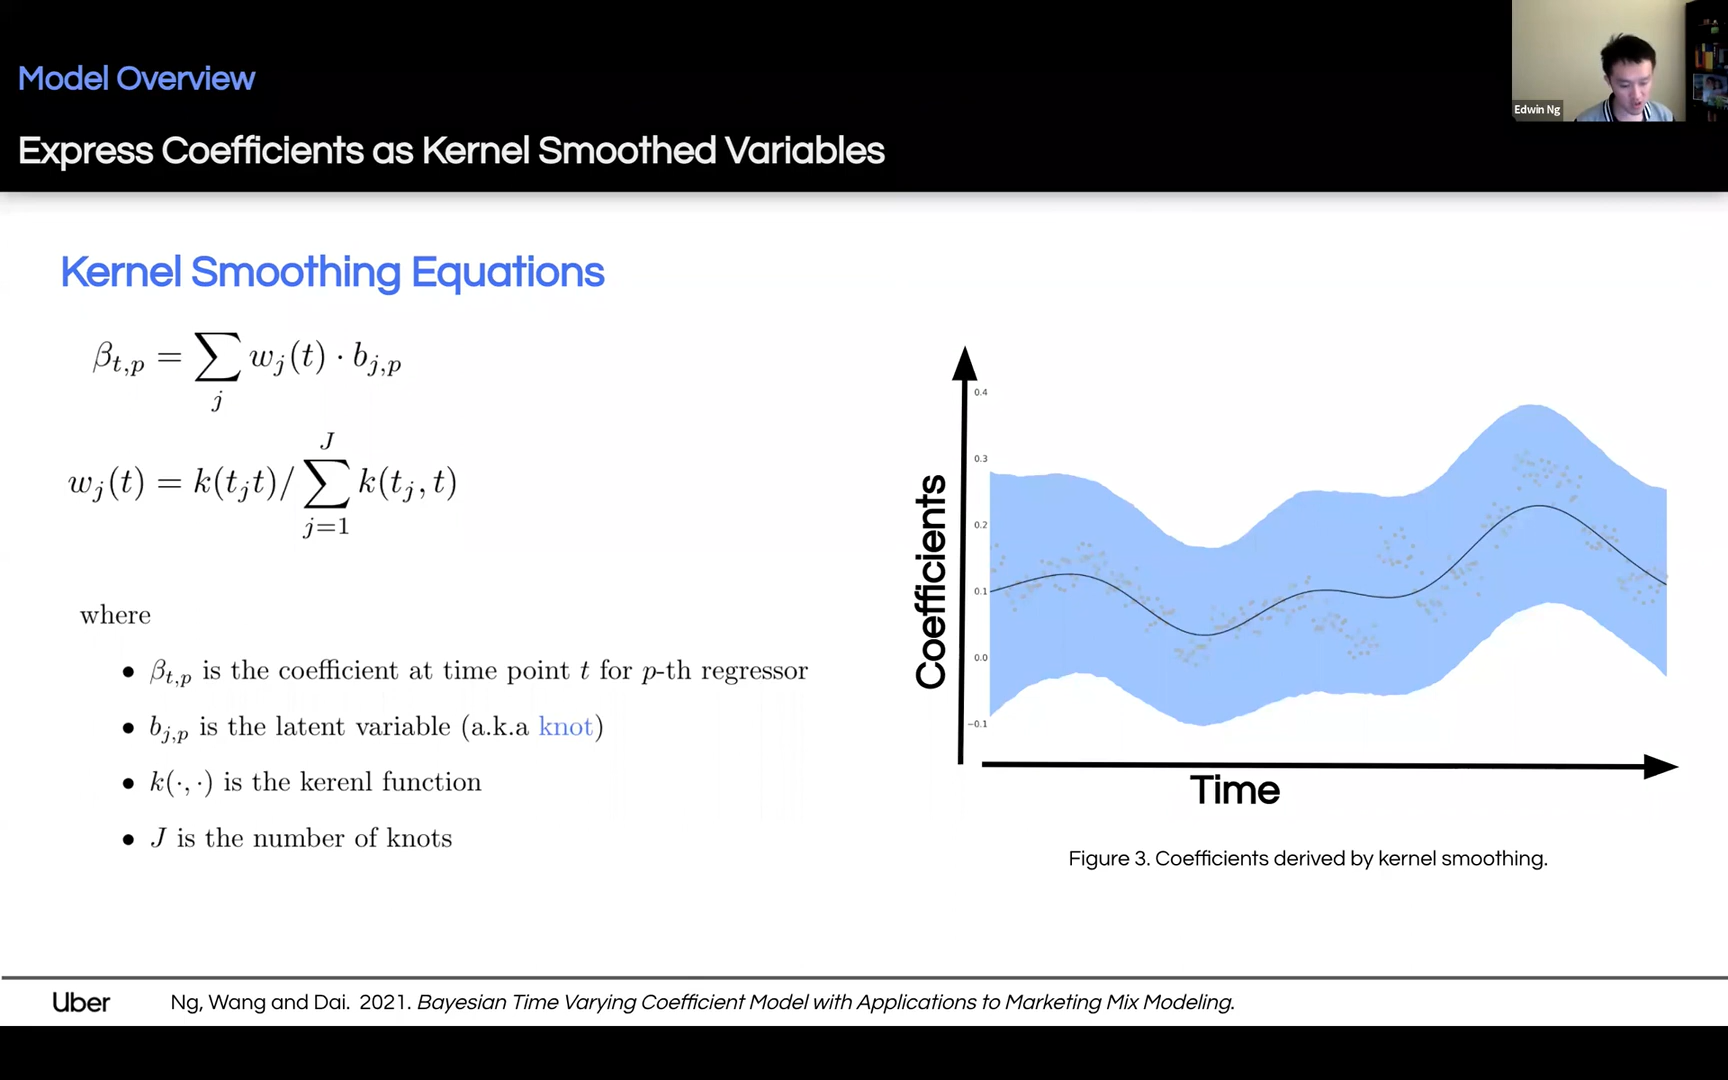 Model Overview
Edwin Ng
Express Coefficients as Kernel Smoothed Variables
Kernel Smoothing Equations
β_{t,p} = ∑_j w_j(t) · b_{j,p}
w_j(t) = k(t_j t)/ ∑_{j=1}^{J} k(t_j, t)
where
• β_{t,p} is the coefficient at time point t for p-th regressor
• b_{j,p} is the latent variable (a.k.a knot)
• k(·, ·) is the kerenl function
• J is the number of knots
Coefficients
0.4
0.3
0.2
0.1
0.0
−0.1
Time
Figure 3. Coefficients derived by kernel smoothing.
Uber
Ng, Wang and Dai. 2021. Bayesian Time Varying Coefficient Model with Applications to Marketing Mix Modeling.